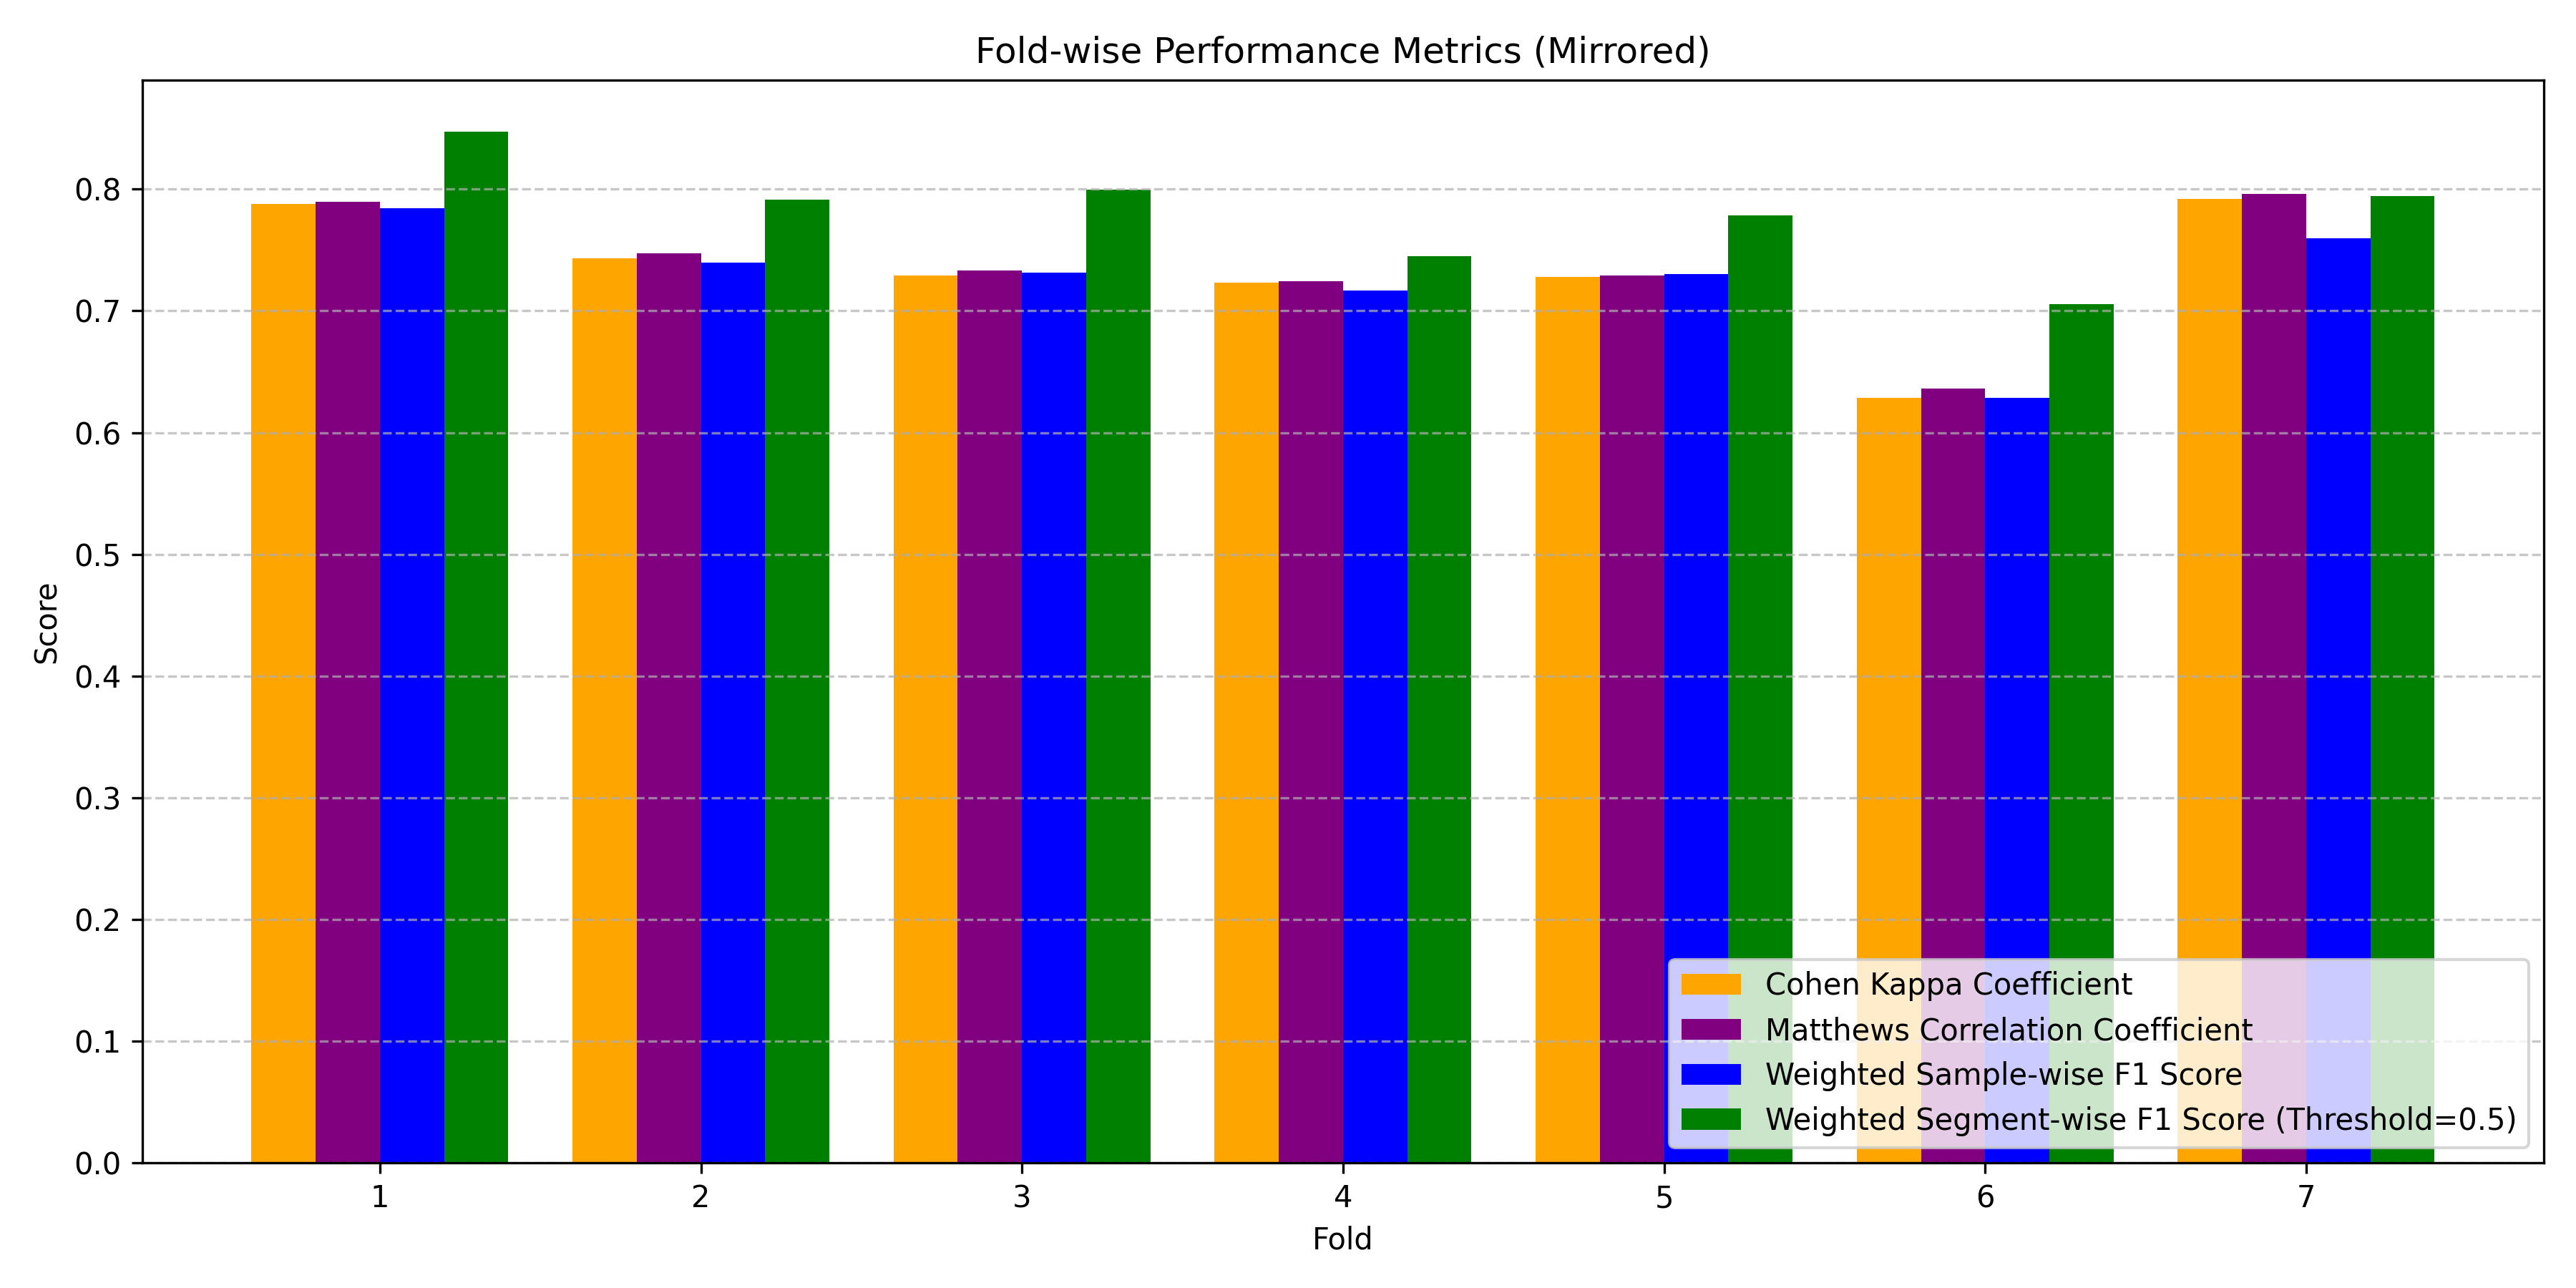 Fold-wise Performance Metrics (Mirrored)
Score
0.8
0.7
0.6
0.5
0.4
0.3
0.2
0.1
0.0
Cohen Kappa Coefficient
Matthews Correlation Coefficient
Weighted Sample-wise F1 Score
Weighted Segment-wise F1 Score (Threshold=0.5)
1 2 3 4 5 6 7
Fold